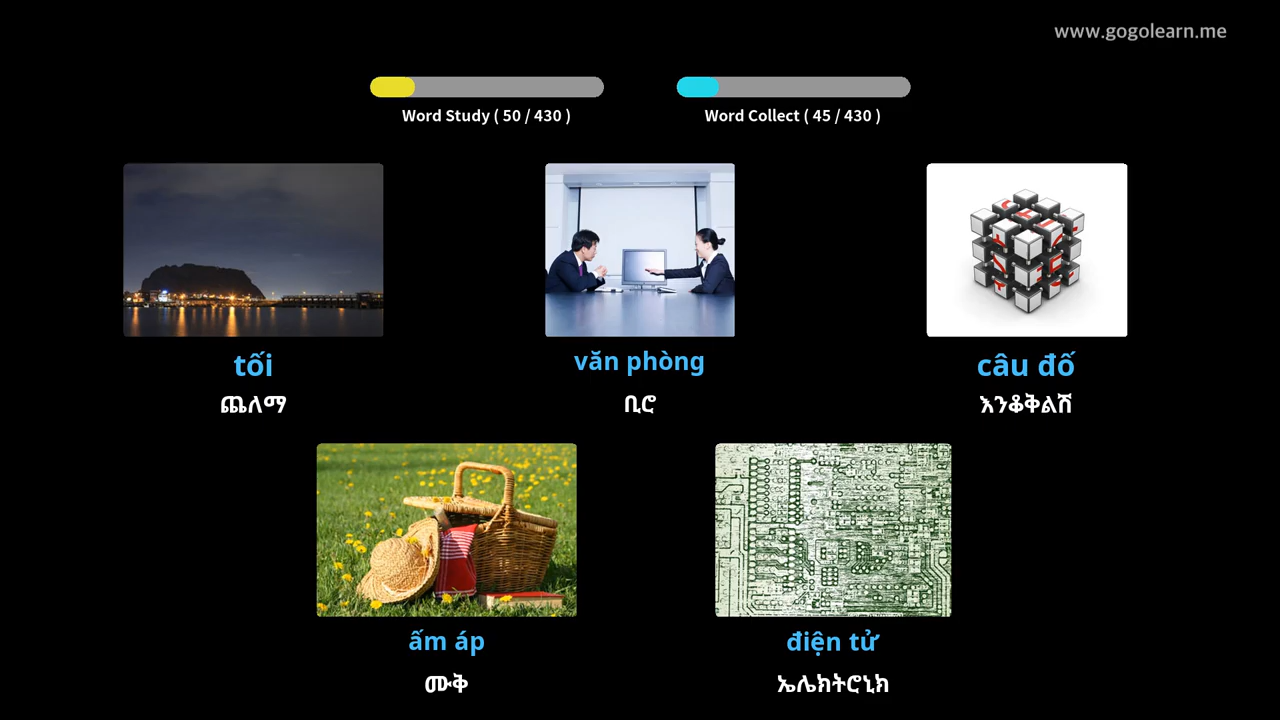 www.gogolearn.me
Word Study ( 50 / 430 )
Word Collect ( 45 / 430 )
tối
ጨለማ
văn phòng
ቢሮ
câu đố
እንቆቅልሽ
ấm áp
ሙቅ
điện tử
ኤሌክትሮኒክ